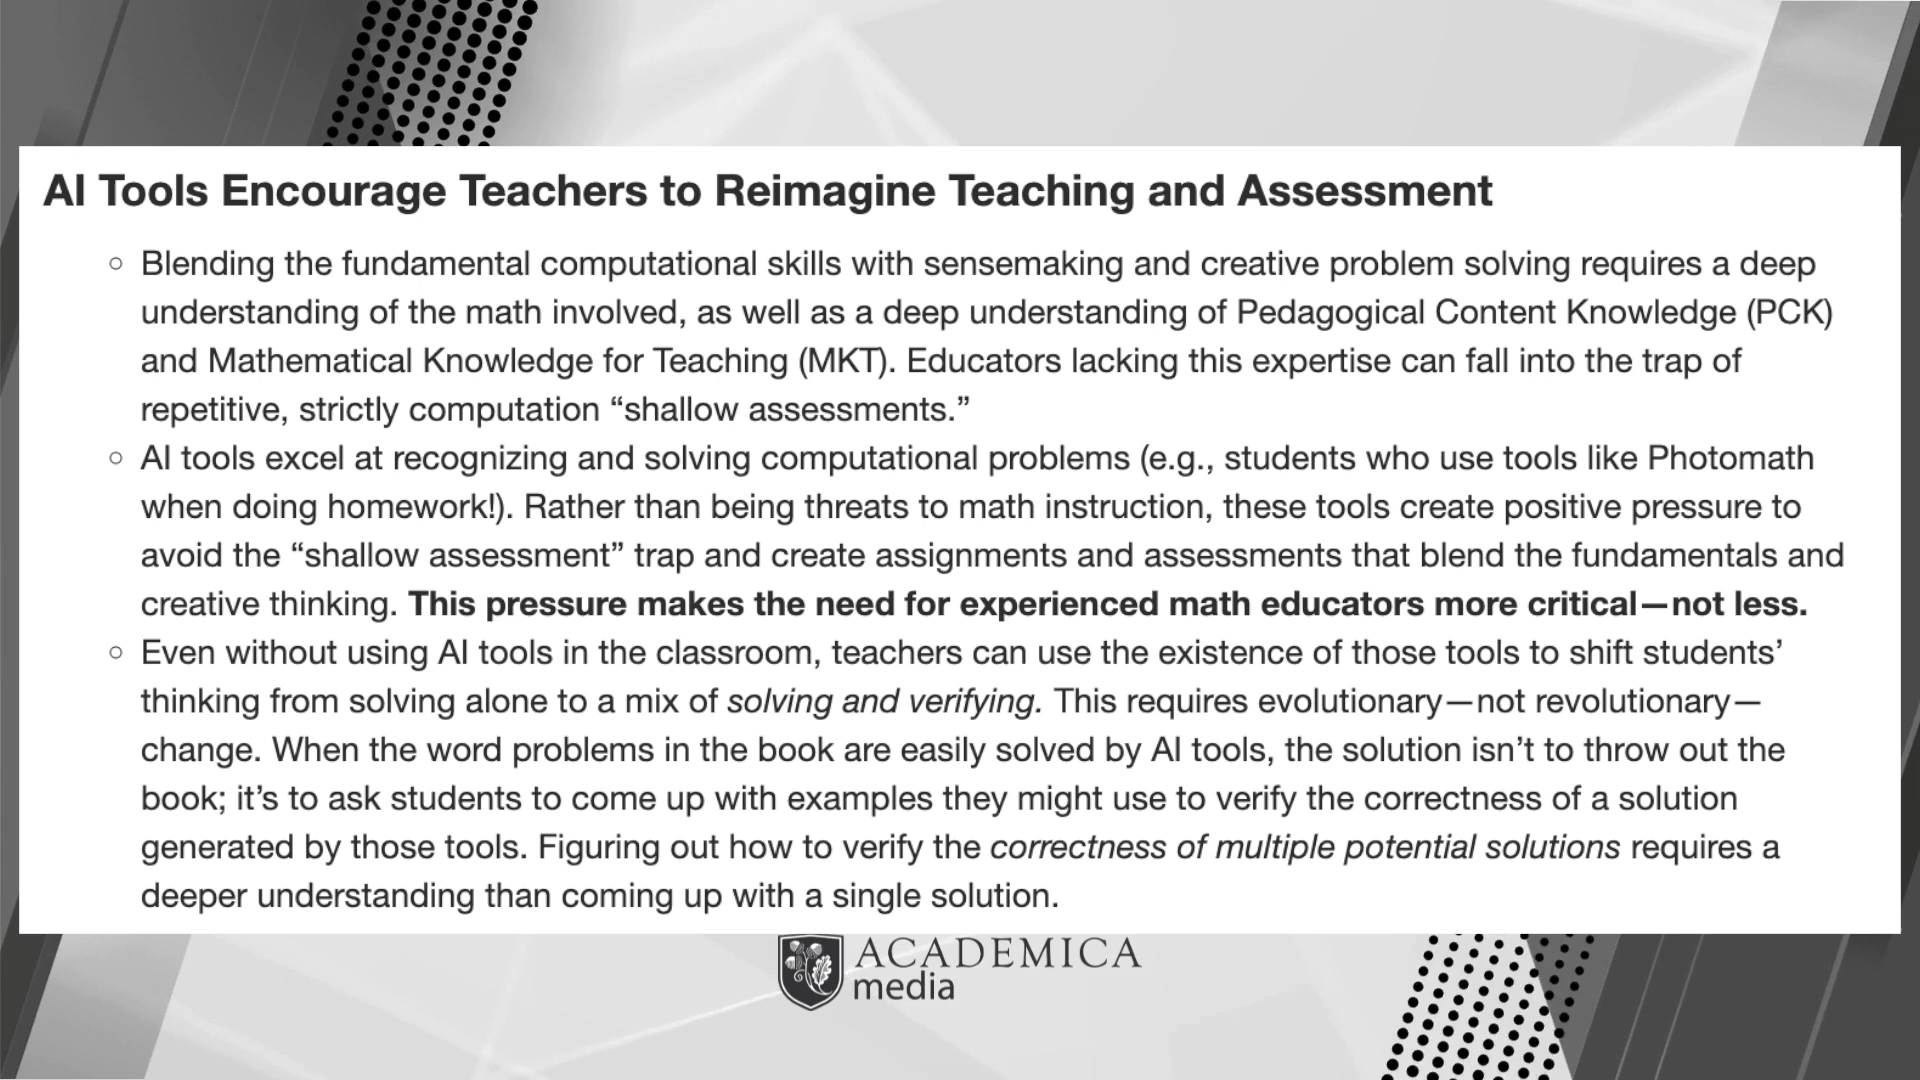 AI Tools Encourage Teachers to Reimagine Teaching and Assessment
Blending the fundamental computational skills with sensemaking and creative problem solving requires a deep
understanding of the math involved, as well as a deep understanding of Pedagogical Content Knowledge (PCK)
and Mathematical Knowledge for Teaching (MKT). Educators lacking this expertise can fall into the trap of
repetitive, strictly computation “shallow assessments.”
AI tools excel at recognizing and solving computational problems (e.g., students who use tools like Photomath
when doing homework!). Rather than being threats to math instruction, these tools create positive pressure to
avoid the “shallow assessment” trap and create assignments and assessments that blend the fundamentals and
creative thinking. This pressure makes the need for experienced math educators more critical—not less.
Even without using AI tools in the classroom, teachers can use the existence of those tools to shift students’
thinking from solving alone to a mix of solving and verifying. This requires evolutionary—not revolutionary—
change. When the word problems in the book are easily solved by AI tools, the solution isn’t to throw out the
book; it’s to ask students to come up with examples they might use to verify the correctness of a solution
generated by those tools. Figuring out how to verify the correctness of multiple potential solutions requires a
deeper understanding than coming up with a single solution.
ACADEMICA
media